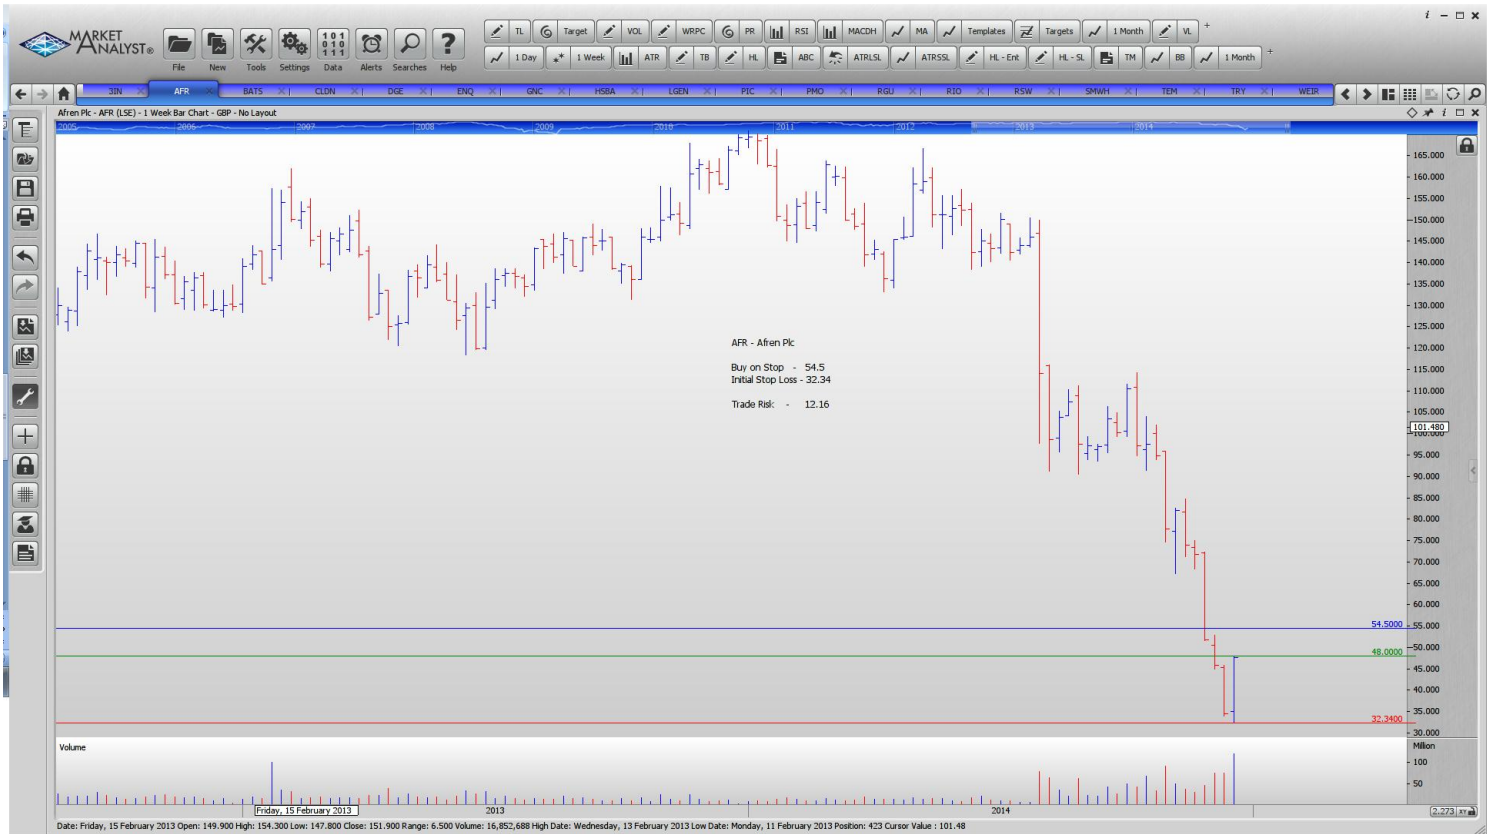 MARKET
ANALYST®
File
New
Tools
Settings
Data
Alerts
Searches
Help
TL
Target
VOL
WRPC
PR
RSI
MACDH
MA
Templates
Targets
1 Month
VL
1 Day
1 Week
ATR
TB
HL
ABC
ATRLSL
ATRSSL
HL - Ent
HL - SL
TM
BB
1 Month
3IN
AFR
BATS
CLDN
DGE
ENQ
GNC
HSBA
LGEN
PIC
PMO
RGU
RIO
RSW
SMWH
TEM
TRY
WEIR
Afren Plc - AFR (LSE) - 1 Week Bar Chart - GBP - No Layout
2005
2006
2007
2008
2009
2010
2011
2012
2013
2014
165.000
160.000
155.000
150.000
145.000
140.000
135.000
130.000
125.000
120.000
115.000
110.000
105.000
101.480
100.000
95.000
90.000
85.000
80.000
75.000
70.000
65.000
60.000
55.000
50.000
45.000
40.000
35.000
30.000
AFR - Afren Plc
Buy on Stop - 54.5
Initial Stop Loss - 32.34
Trade Risk - 12.16
54.5000
48.0000
32.3400
Volume
Million
100
50
Friday, 15 February 2013
2013
2014
2.273
XY
Date: Friday, 15 February 2013 Open: 149.900 High: 154.300 Low: 147.800 Close: 151.900 Range: 6.500 Volume: 16,852,688 High Date: Wednesday, 13 February 2013 Low Date: Monday, 11 February 2013 Position: 423 Cursor Value : 101.48